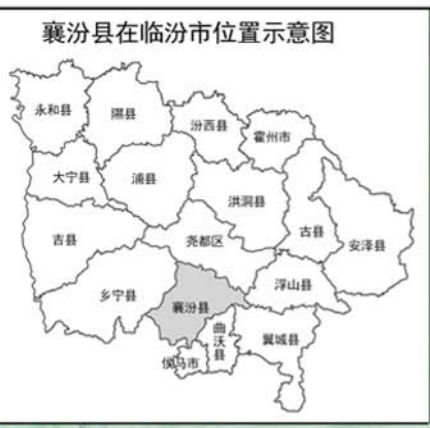 襄汾县在临汾市位置示意图
永和县
隰县
汾西县
霍州市
大宁县
浦县
洪洞县
吉县
尧都区
古县
安泽县
乡宁县
浮山县
襄汾县
曲沃县
翼城县
侯马市